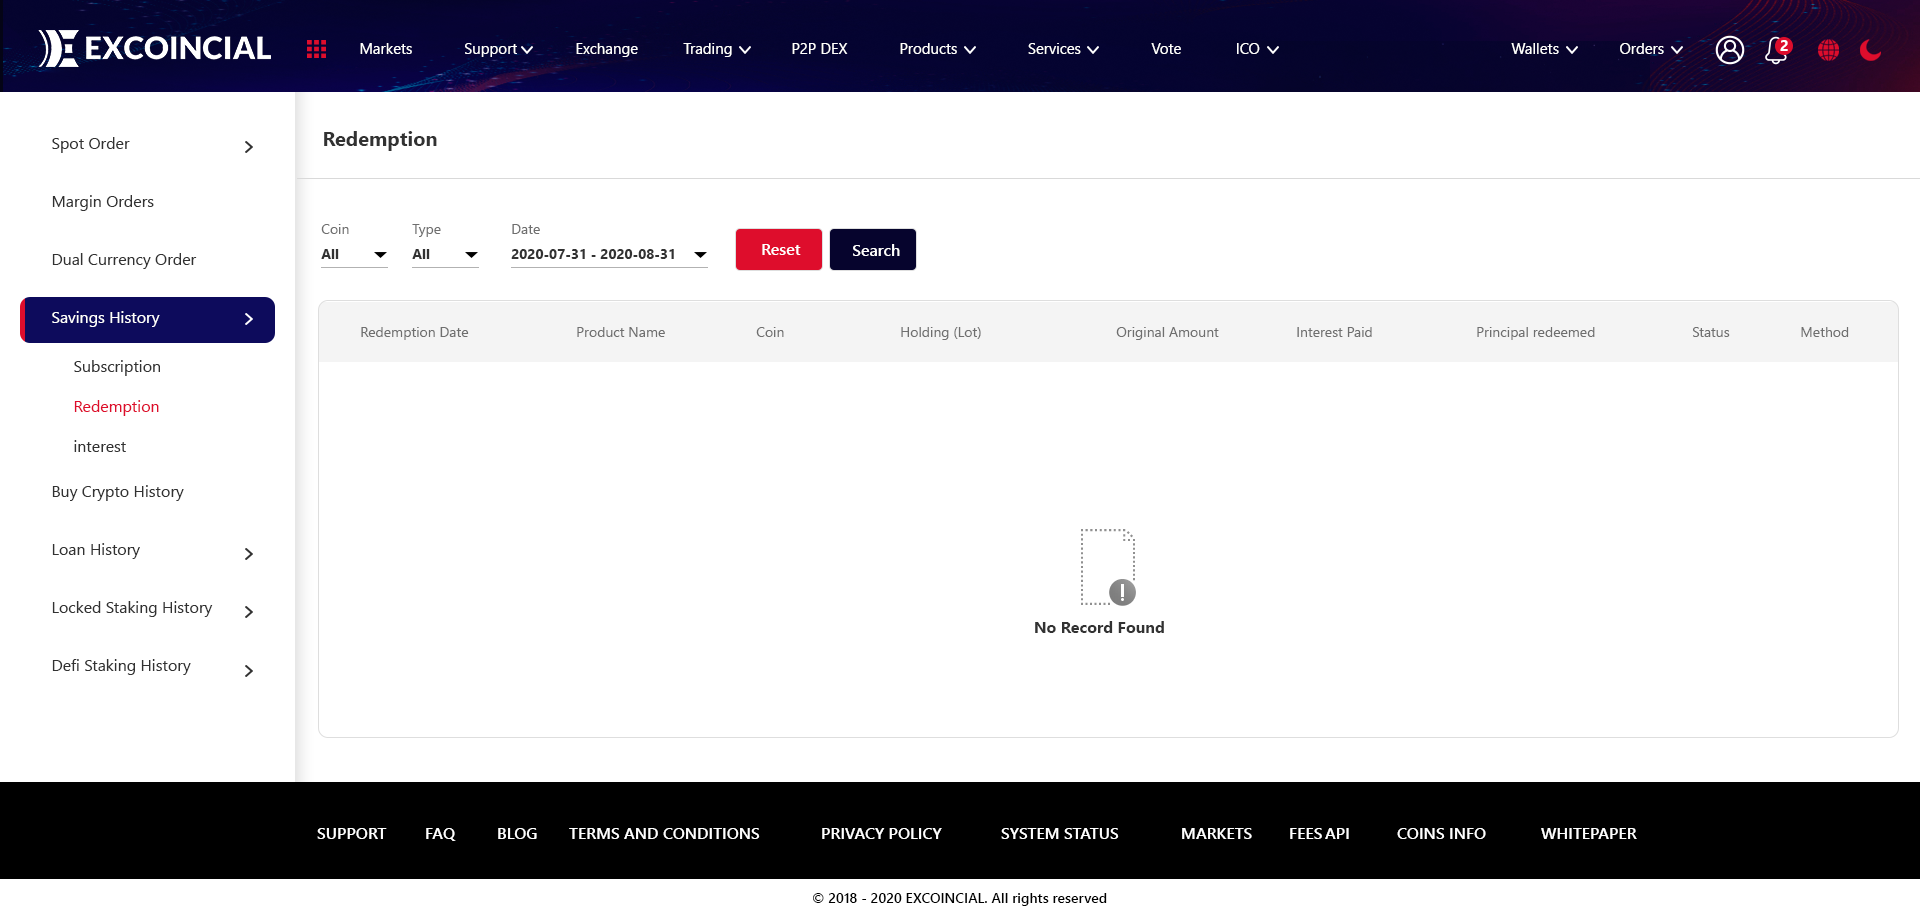 EXCOINCIAL Markets Support Exchange Trading P2P DEX Products Services Vote ICO Wallets Orders 2
Spot Order
Margin Orders
Dual Currency Order
Savings History
Subscription
Redemption
interest
Buy Crypto History
Loan History
Locked Staking History
Defi Staking History
Redemption
Coin Type Date
All All 2020-07-31 - 2020-08-31 Reset Search
Redemption Date Product Name Coin Holding (Lot) Original Amount Interest Paid Principal redeemed Status Method
No Record Found
SUPPORT FAQ BLOG TERMS AND CONDITIONS PRIVACY POLICY SYSTEM STATUS MARKETS FEES API COINS INFO WHITEPAPER
© 2018 - 2020 EXCOINCIAL. All rights reserved